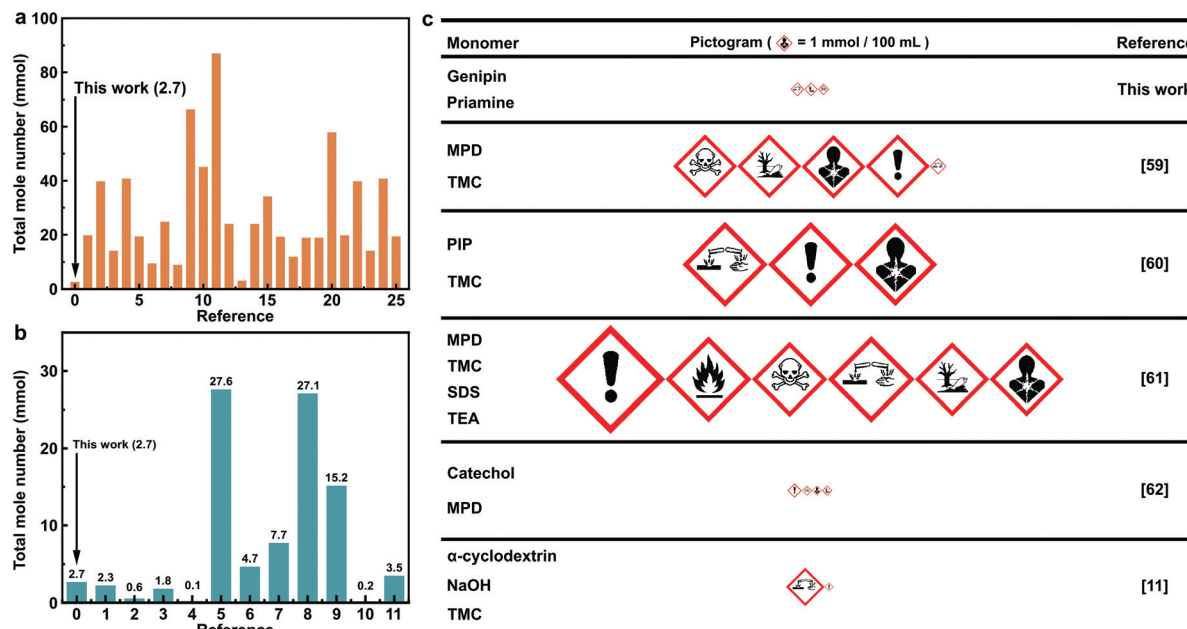 a
100
80
60
40
20
0
Total mole number (mmol)
This work (2.7)
0 5 10 15 20 25
Reference
b
30
20
10
0
Total mole number (mmol)
This work (2.7)
2.7 2.3 0.6 1.8 0.1 27.6 4.7 7.7 27.1 15.2 0.2 3.5
0 1 2 3 4 5 6 7 8 9 10 11
Reference
c
Monomer Pictogram ( = 1 mmol / 100 mL ) Reference
Genipin
Priamine
This work
MPD
TMC
[59]
PIP
TMC
[60]
MPD
TMC
SDS
TEA
[61]
Catechol
MPD
[62]
α-cyclodextrin
NaOH
TMC
[11]